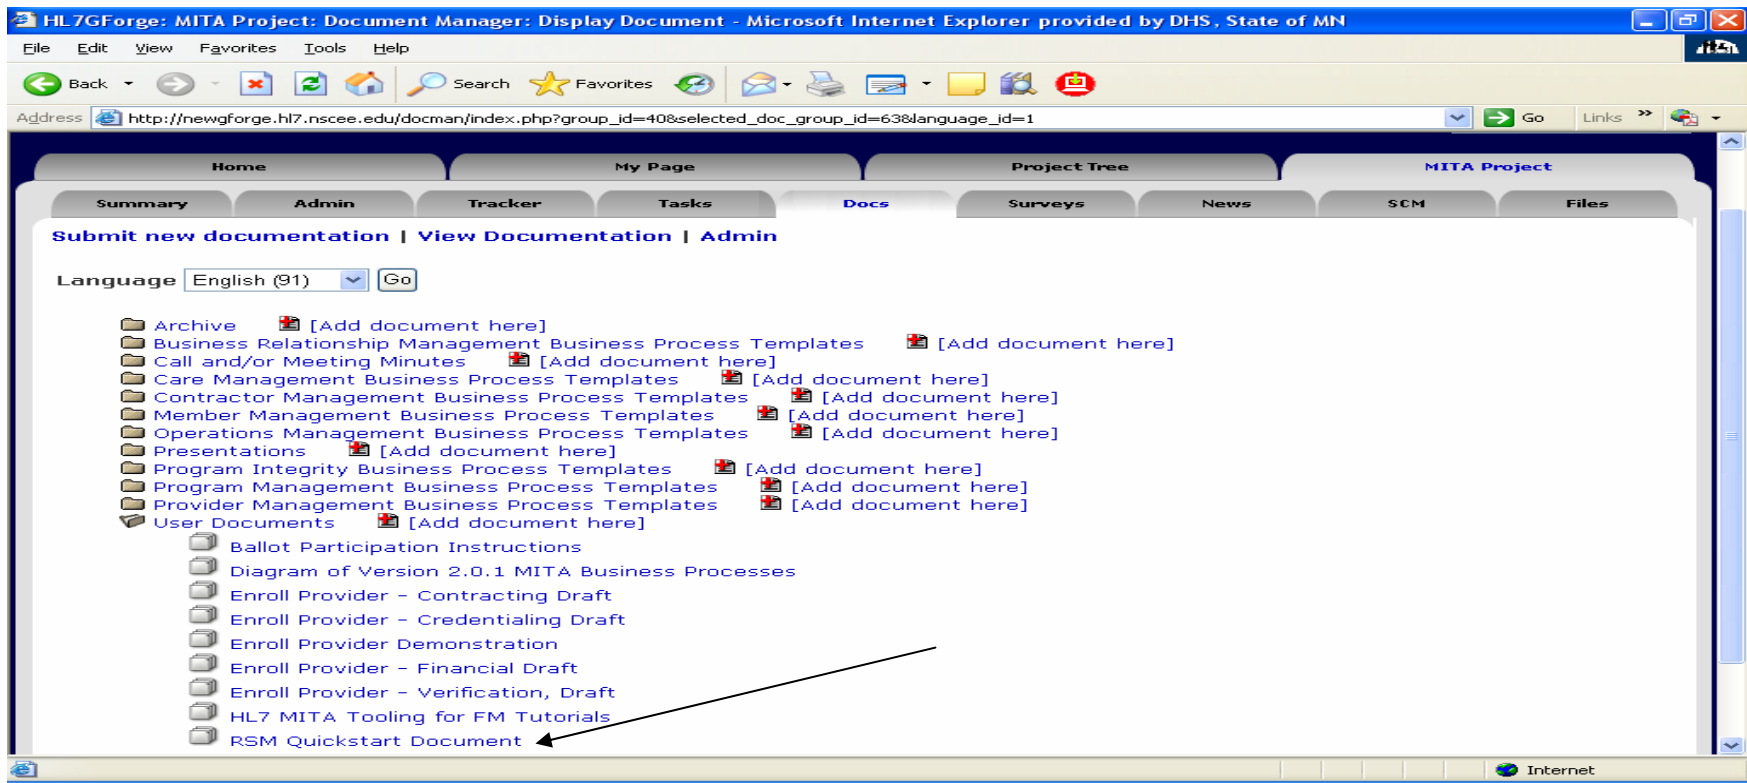 HL7GForge: MITA Project: Document Manager: Display Document - Microsoft Internet Explorer provided by DHS, State of MN
File Edit View Favorites Tools Help
Back Search Favorites
Address http://newgforge.hl7.nscee.edu/docman/index.php?group_id=40&selected_doc_group_id=63&language_id=1 Go Links »
Home My Page Project Tree MITA Project
Summary Admin Tracker Tasks Docs Surveys News SCM Files
Submit new documentation | View Documentation | Admin
Language English (91) Go
Archive [Add document here]
Business Relationship Management Business Process Templates [Add document here]
Call and/or Meeting Minutes [Add document here]
Care Management Business Process Templates [Add document here]
Contractor Management Business Process Templates [Add document here]
Member Management Business Process Templates [Add document here]
Operations Management Business Process Templates [Add document here]
Presentations [Add document here]
Program Integrity Business Process Templates [Add document here]
Program Management Business Process Templates [Add document here]
Provider Management Business Process Templates [Add document here]
User Documents [Add document here]
Ballot Participation Instructions
Diagram of Version 2.0.1 MITA Business Processes
Enroll Provider - Contracting Draft
Enroll Provider - Credentialing Draft
Enroll Provider Demonstration
Enroll Provider - Financial Draft
Enroll Provider - Verification, Draft
HL7 MITA Tooling for FM Tutorials
RSM Quickstart Document
Internet